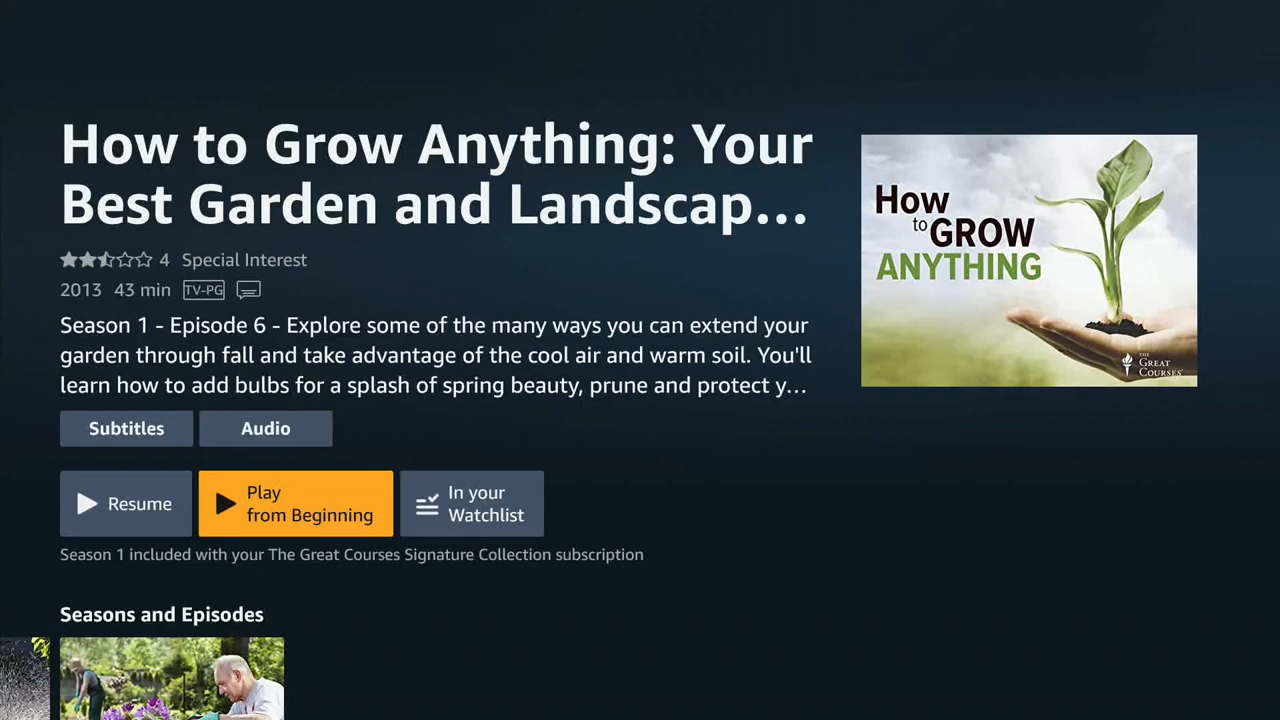 How to Grow Anything: Your
Best Garden and Landscap...
4 Special Interest
2013 43 min TV-PG
Season 1 - Episode 6 - Explore some of the many ways you can extend your
garden through fall and take advantage of the cool air and warm soil. You'll
learn how to add bulbs for a splash of spring beauty, prune and protect y...
Subtitles
Audio
Resume
Play
from Beginning
In your
Watchlist
Season 1 included with your The Great Courses Signature Collection subscription
Seasons and Episodes
How
to GROW
ANYTHING
THE
GREAT
COURSES